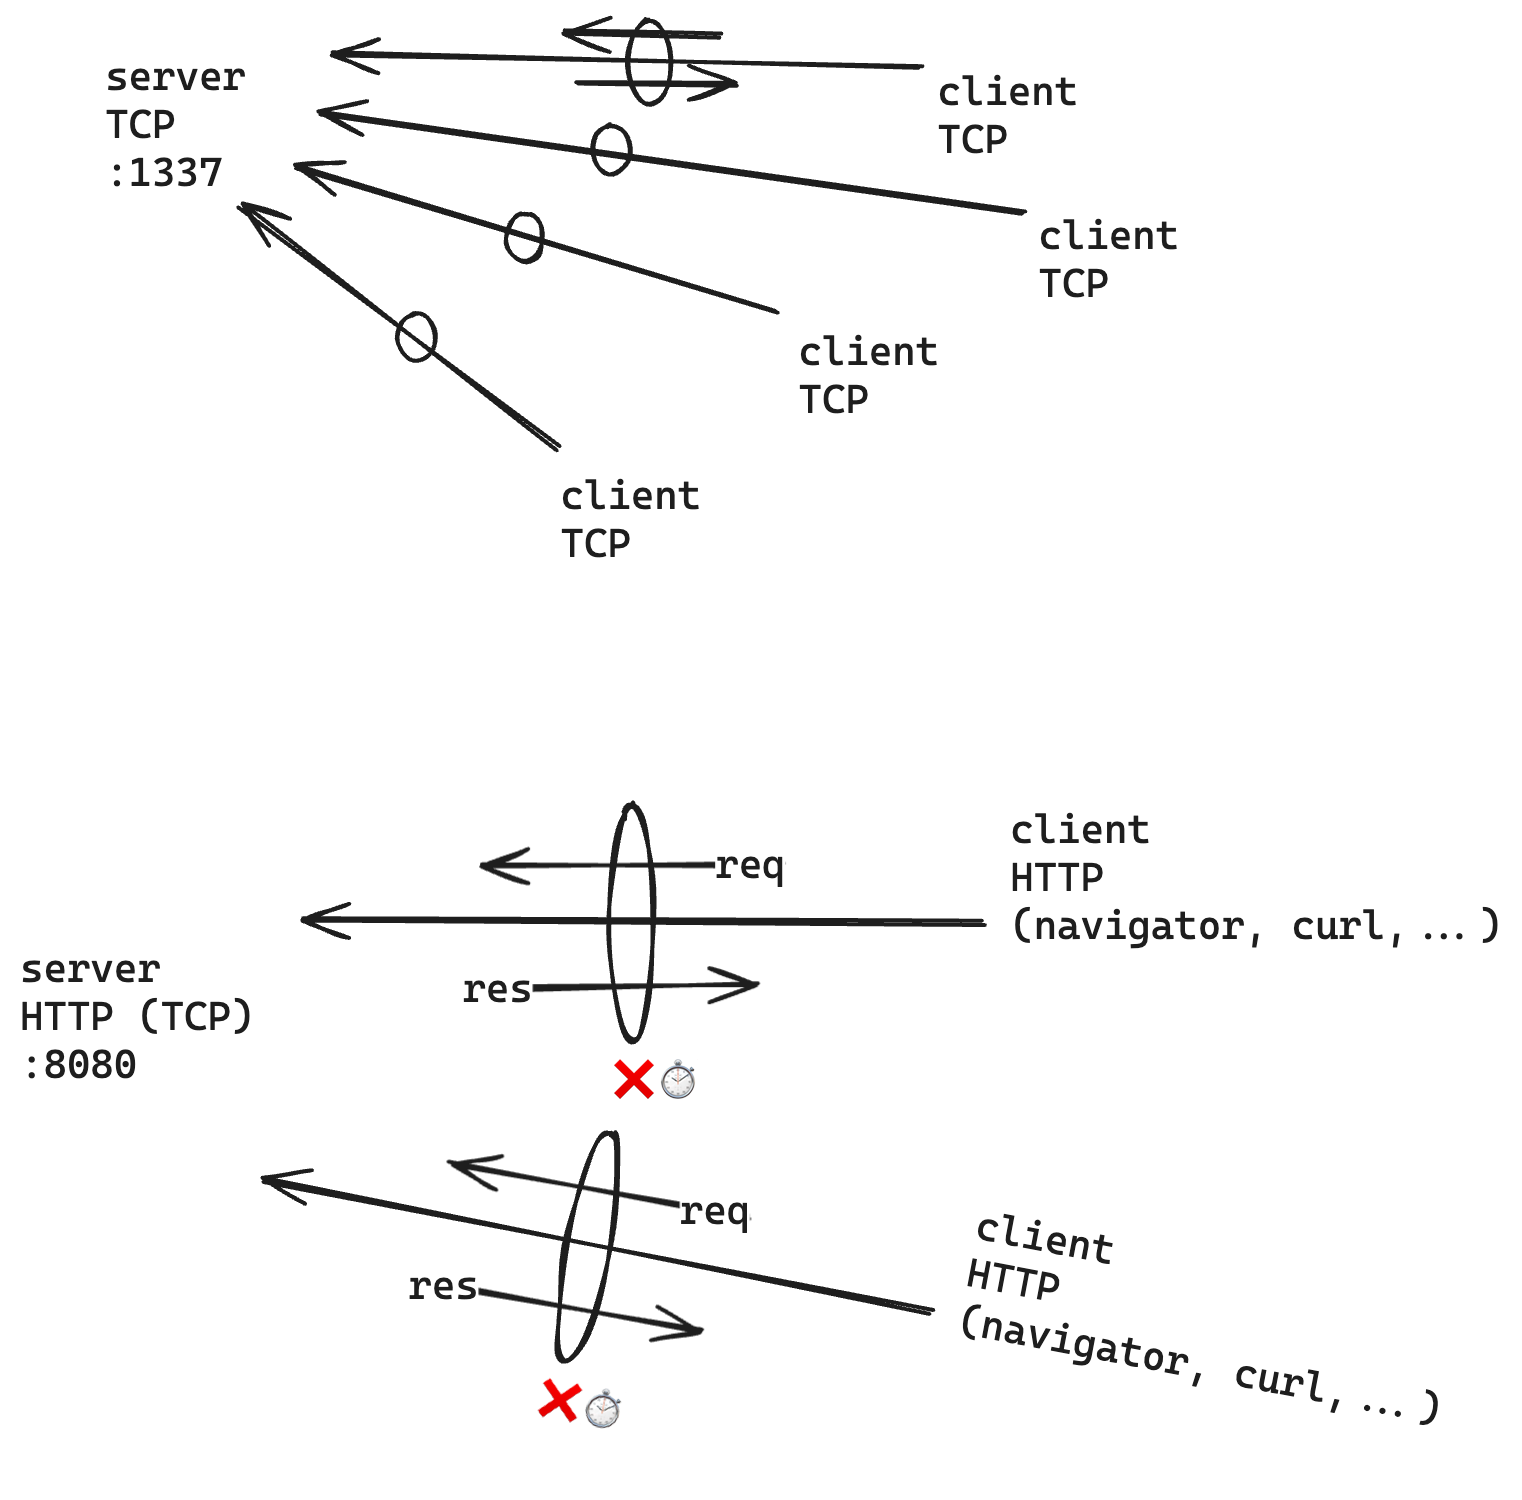 server
TCP
:1337
client
TCP
client
TCP
client
TCP
client
TCP
client
HTTP
(navigator, curl, ... )
req
res
server
HTTP (TCP)
:8080
req
res
client
HTTP
(navigator, curl, ... )